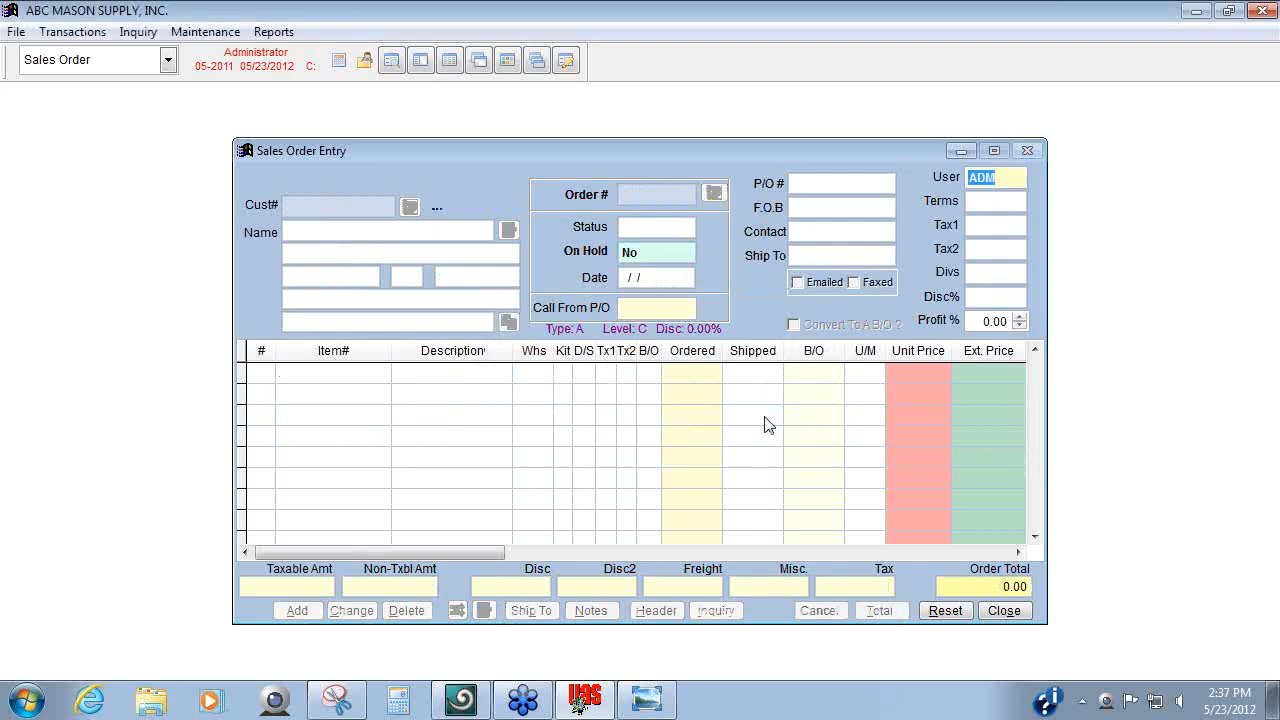 ABC MASON SUPPLY, INC.
File Transactions Inquiry Maintenance Reports
Sales Order
Administrator
05-2011 05/23/2012 C:
Sales Order Entry
Cust# ...
Name
Order #
Status
On Hold No
Date / /
Call From P/O
Type: A Level: C Disc: 0.00%
P/O #
F.O.B
Contact
Ship To
Emailed Faxed
Convert To A B/O ?
User ADM
Terms
Tax1
Tax2
Divs
Disc%
Profit % 0.00
# Item# Description Whs Kit D/S Tx1 Tx2 B/O Ordered Shipped B/O U/M Unit Price Ext. Price
Taxable Amt Non-Txbl Amt Disc Disc2 Freight Misc. Tax Order Total
0.00
Add Change Delete Ship To Notes Header Inquiry Cancel Total Reset Close
UGS
2:37 PM
5/23/2012